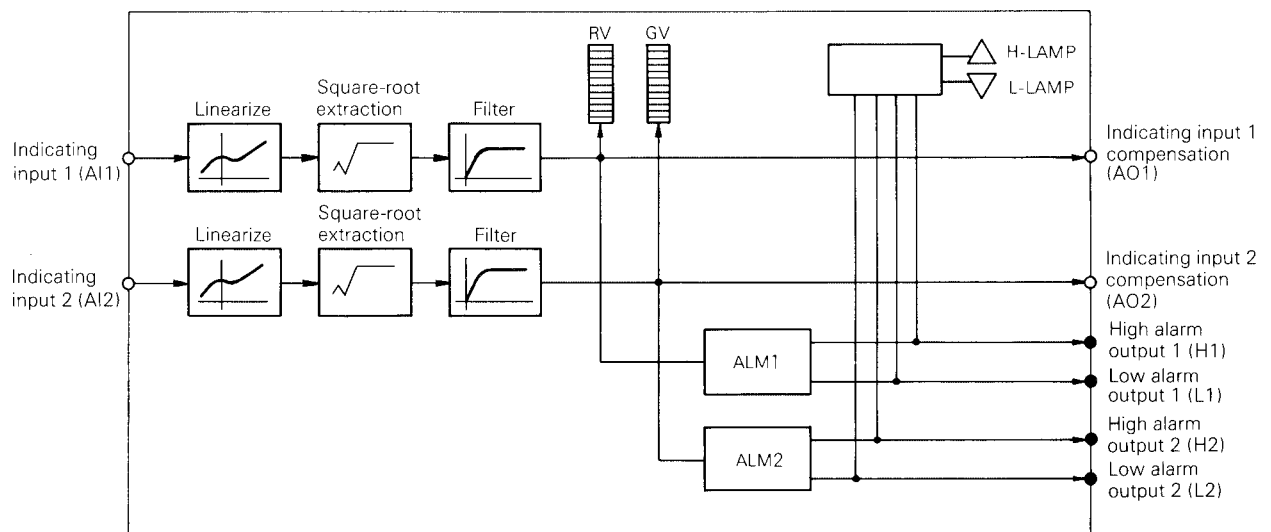 RV
GV
H-LAMP
L-LAMP
Linearize
Square-root
extraction
Filter
Indicating
input 1 (AI1)
Indicating input 1
compensation
(AO1)
Linearize
Square-root
extraction
Filter
Indicating
input 2 (AI2)
Indicating input 2
compensation
(AO2)
ALM1
High alarm
output 1 (H1)
Low alarm
output 1 (L1)
ALM2
High alarm
output 2 (H2)
Low alarm
output 2 (L2)